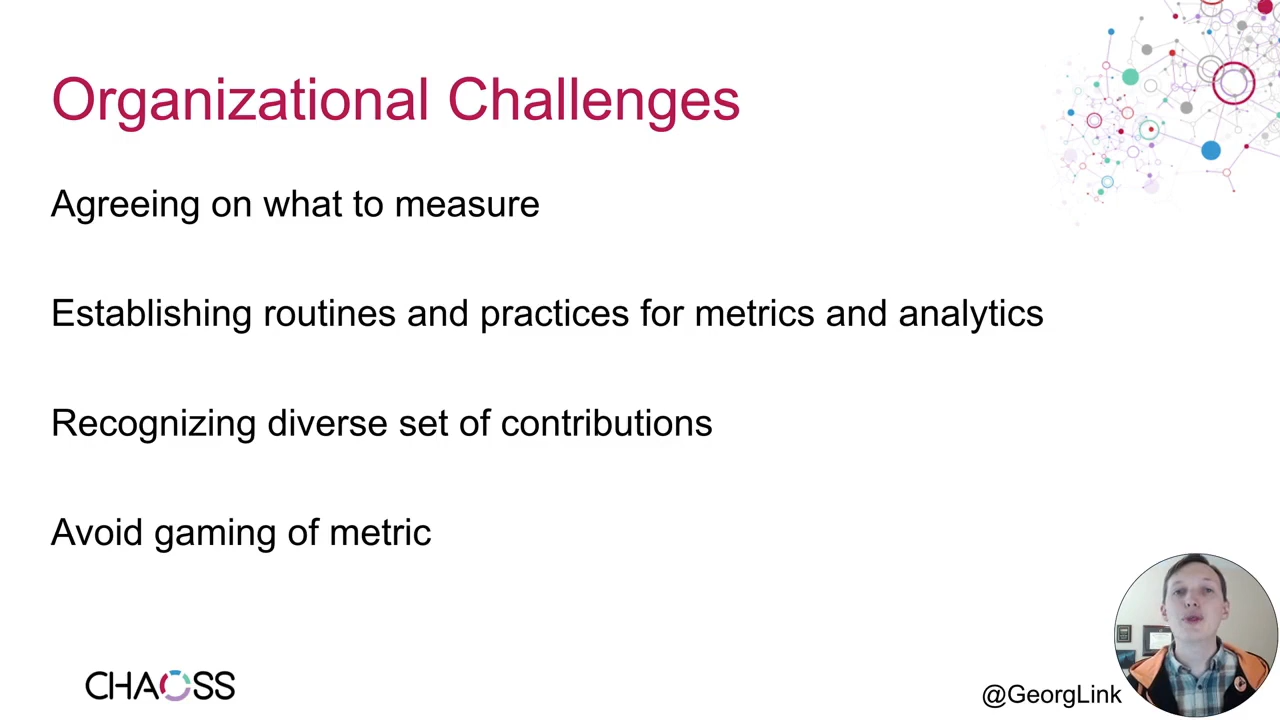 Organizational Challenges
Agreeing on what to measure
Establishing routines and practices for metrics and analytics
Recognizing diverse set of contributions
Avoid gaming of metric
CHAOSS
@GeorgLink